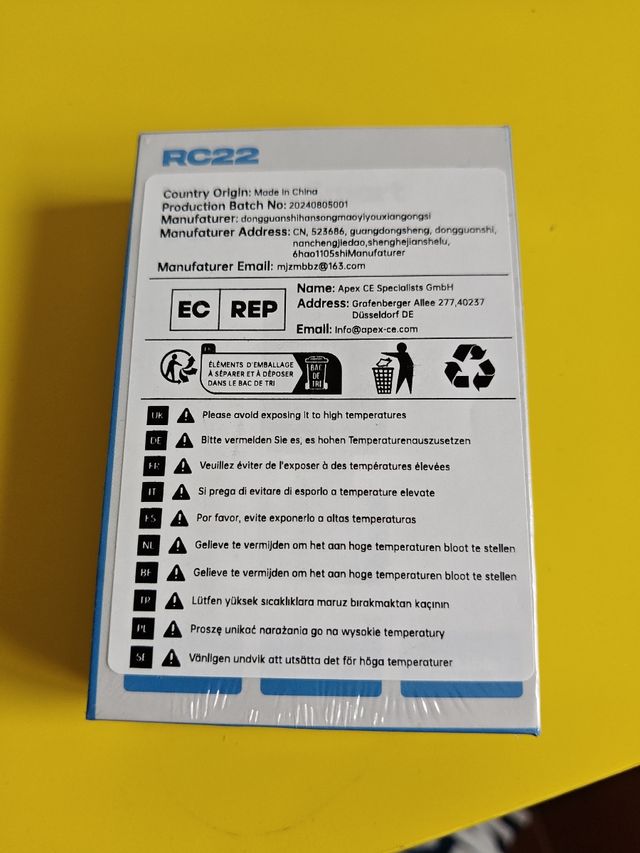 RC22
Country Origin: Made in China
Production Batch No: 20240805001
Manufaturer: dongguanshihansongmaoyiyouxiangongsi
Manufaturer Address: CN, 523686, guangdongsheng, dongguanshi,
nanchengjiedao,shenghejianshelu,
6hao1105shiManufaturer
Manufaturer Email: mjzmbbz@163.com
EC REP
Name: Apex CE Specialists GmbH
Address: Grafenberger Allee 277,40237
Düsseldorf DE
Email: Info@apex-ce.com
FR
ÉLÉMENTS D'EMBALLAGE
À SÉPARER ET À DÉPOSER
DANS LE BAC DE TRI
BAC
DE
TRI
UK Please avoid exposing it to high temperatures
DE Bitte vermelden Sie es, es hohen Temperaturenauszusetzen
FR Veuillez éviter de l'exposer à des températures élevées
IT Si prega di evitare di esporlo a temperature elevate
ES Por favor, evite exponerlo a altas temperaturas
NL Gelieve te vermijden om het aan hoge temperaturen bloot te stellen
BE Gelieve te vermijden om het aan hoge temperaturen bloot te stellen
TR Lütfen yüksek sıcaklıklara maruz bırakmaktan kaçının
PL Proszę unikać narażania go na wysokie temperatury
SE Vänligen undvik att utsätta det för höga temperaturer